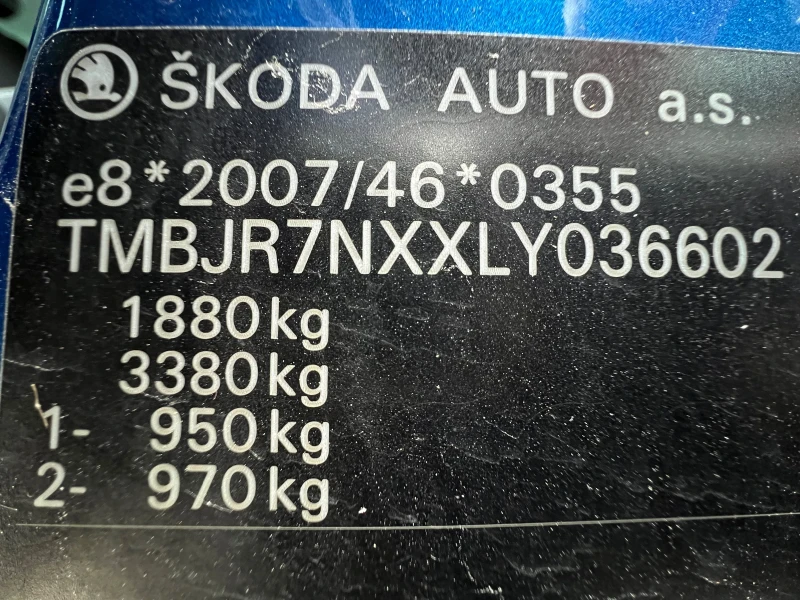 ŠKODA AUTO a.s.
e8*2007/46*0355
TMBJR7NXXLY036602
1880kg
3380kg
1- 950kg
2- 970kg